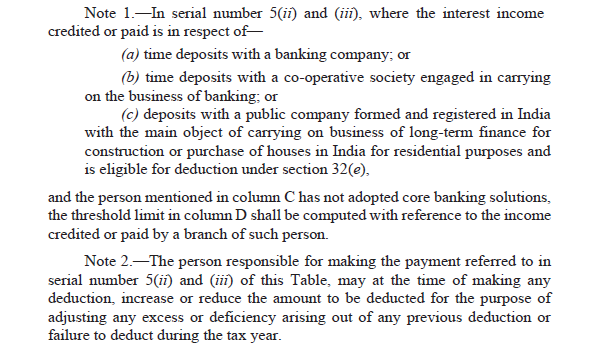 Note 1.—In serial number 5(ii) and (iii), where the interest income
credited or paid is in respect of—
(a) time deposits with a banking company; or
(b) time deposits with a co-operative society engaged in carrying
on the business of banking; or
(c) deposits with a public company formed and registered in India
with the main object of carrying on business of long-term finance for
construction or purchase of houses in India for residential purposes and
is eligible for deduction under section 32(e),
and the person mentioned in column C has not adopted core banking solutions,
the threshold limit in column D shall be computed with reference to the income
credited or paid by a branch of such person.
Note 2.—The person responsible for making the payment referred to in
serial number 5(ii) and (iii) of this Table, may at the time of making any
deduction, increase or reduce the amount to be deducted for the purpose of
adjusting any excess or deficiency arising out of any previous deduction or
failure to deduct during the tax year.